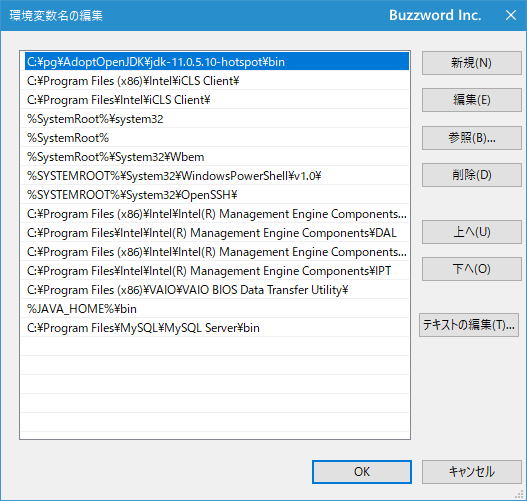 環境変数名の編集
Buzzword Inc.
C:¥pg¥AdoptOpenJDK¥jdk-11.0.5.10-hotspot¥bin
C:¥Program Files (x86)¥Intel¥iCLS Client¥
C:¥Program Files¥Intel¥iCLS Client¥
%SystemRoot%¥system32
%SystemRoot%
%SystemRoot%¥System32¥Wbem
%SYSTEMROOT%¥System32¥WindowsPowerShell¥v1.0¥
%SYSTEMROOT%¥System32¥OpenSSH¥
C:¥Program Files (x86)¥Intel¥Intel(R) Management Engine Components...
C:¥Program Files¥Intel¥Intel(R) Management Engine Components¥DAL
C:¥Program Files (x86)¥Intel¥Intel(R) Management Engine Components...
C:¥Program Files¥Intel¥Intel(R) Management Engine Components¥IPT
C:¥Program Files (x86)¥VAIO¥VAIO BIOS Data Transfer Utility¥
%JAVA_HOME%¥bin
C:¥Program Files¥MySQL¥MySQL Server¥bin
新規(N)
編集(E)
参照(B)...
削除(D)
上へ(U)
下へ(O)
テキストの編集(T)...
OK
キャンセル